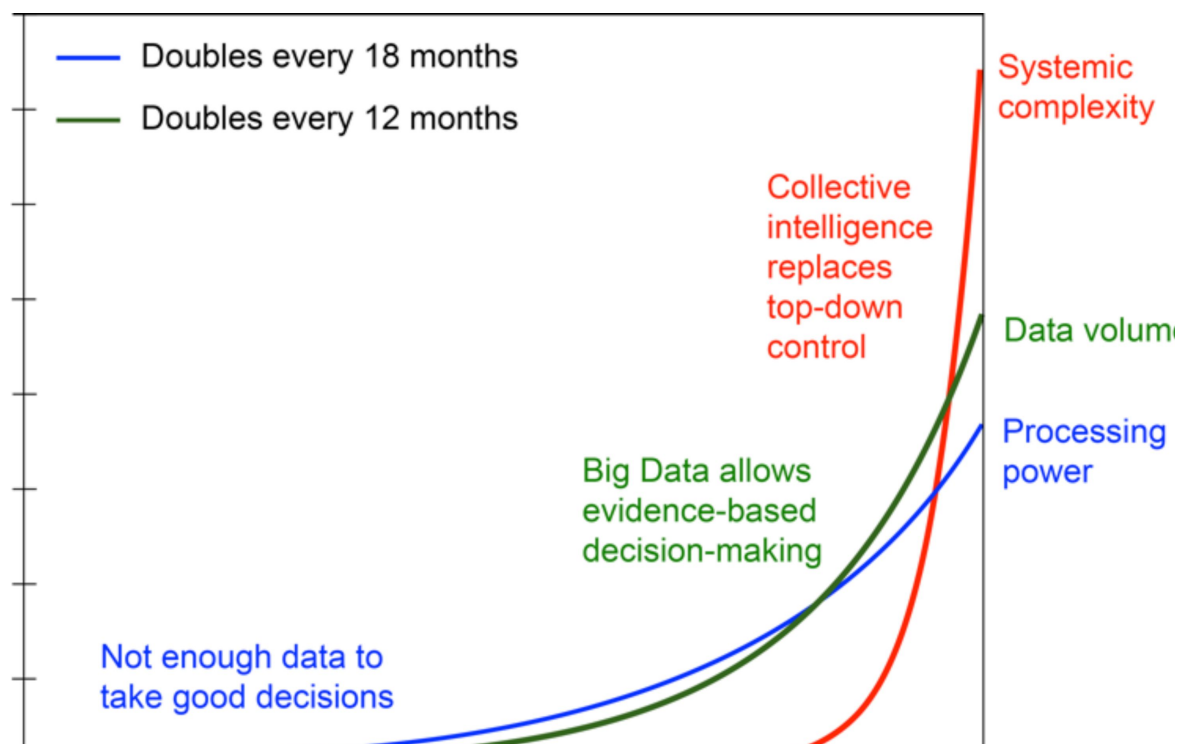 Doubles every 18 months
Doubles every 12 months
Systemic
complexity
Collective
intelligence
replaces
top-down
control
Data volum
Processing
power
Big Data allows
evidence-based
decision-making
Not enough data to
take good decisions